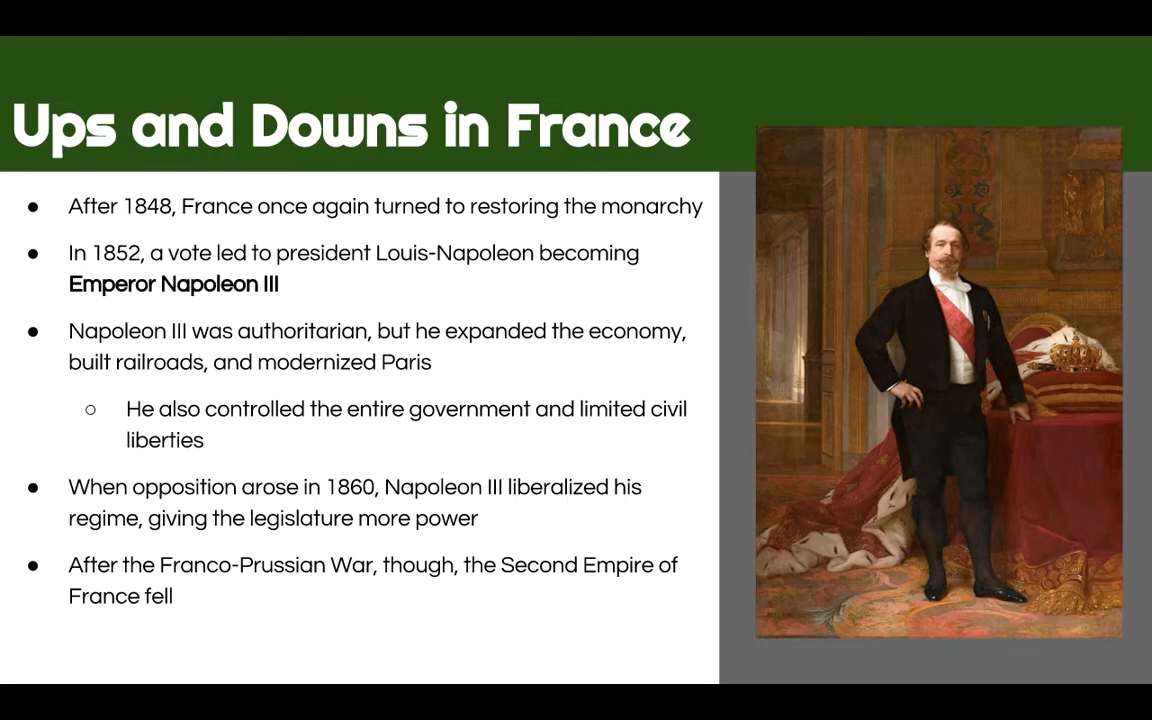 Ups and Downs in France
● After 1848, France once again turned to restoring the monarchy
● In 1852, a vote led to president Louis-Napoleon becoming
Emperor Napoleon III
● Napoleon III was authoritarian, but he expanded the economy,
built railroads, and modernized Paris
○ He also controlled the entire government and limited civil
liberties
● When opposition arose in 1860, Napoleon III liberalized his
regime, giving the legislature more power
● After the Franco-Prussian War, though, the Second Empire of
France fell